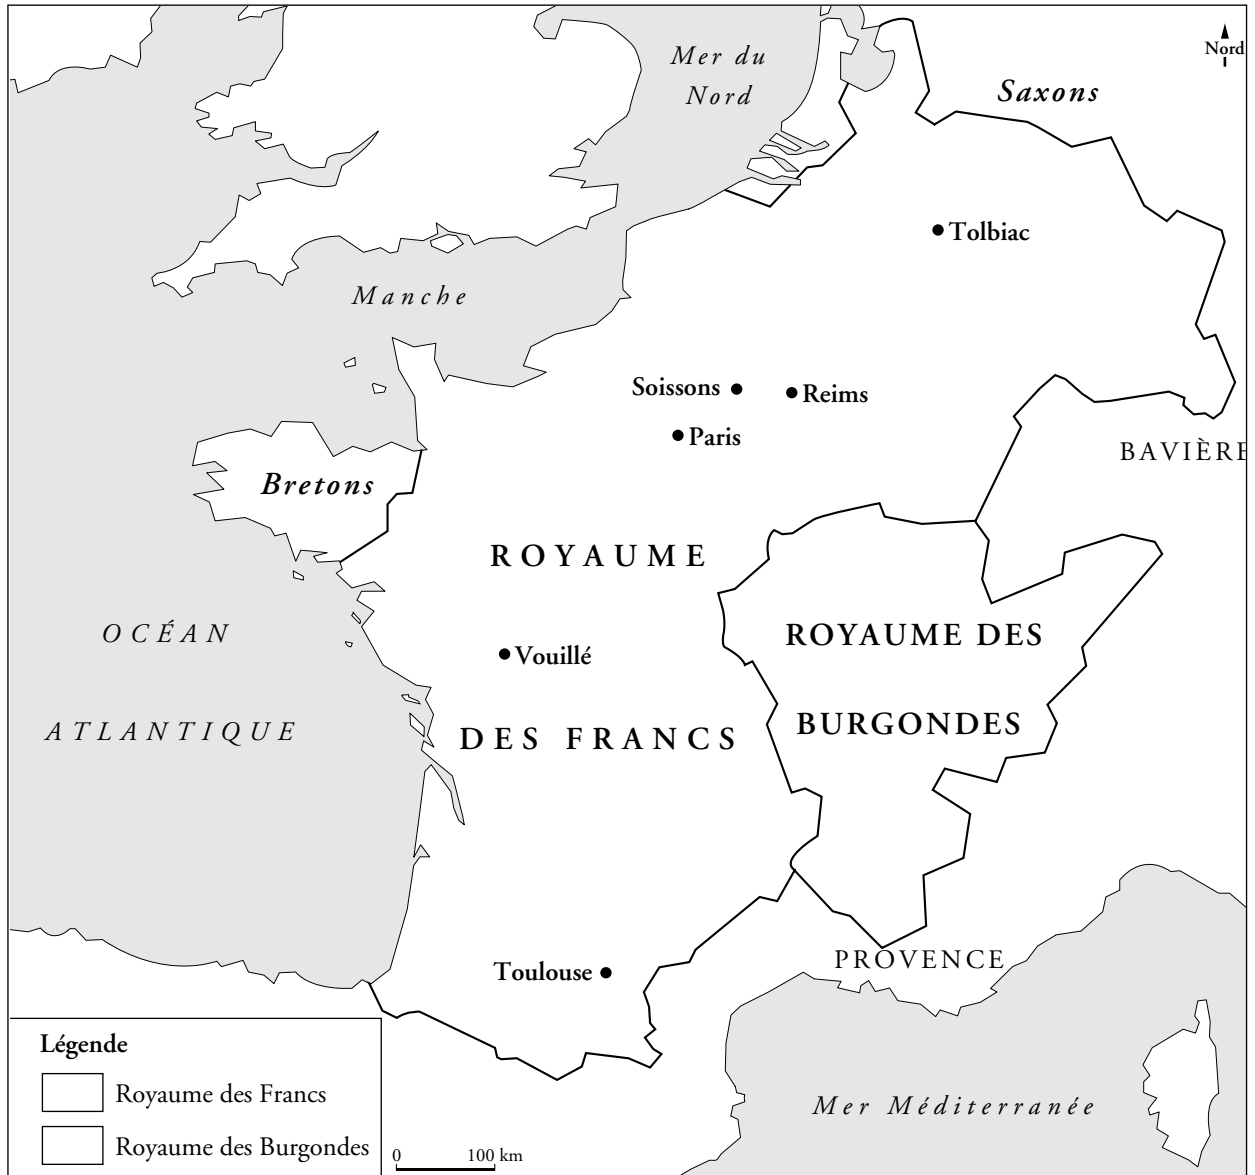 Mer du
Nord
Nord
Saxons
Tolbiac
Manche
Soissons
Reims
Paris
BAVIÈRE
Bretons
ROYAUME
OCÉAN
ROYAUME DES
Vouillé
ATLANTIQUE
BURGONDES
DES FRANCS
PROVENCE
Toulouse
Légende
Royaume des Francs
Mer Méditerranée
Royaume des Burgondes
0 100 km